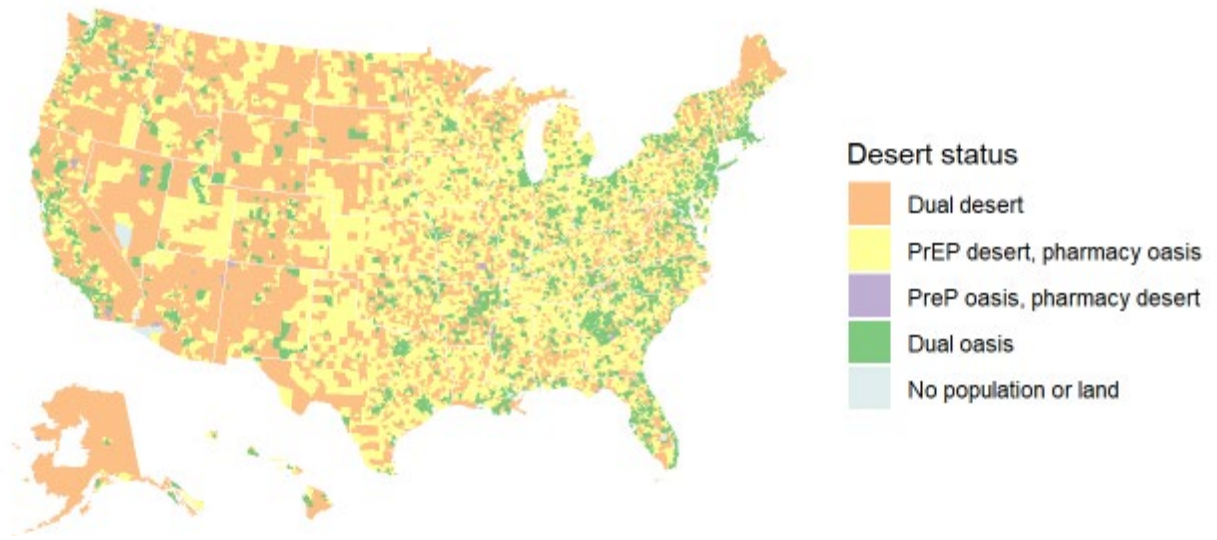 Desert status
Dual desert
PrEP desert, pharmacy oasis
PreP oasis, pharmacy desert
Dual oasis
No population or land